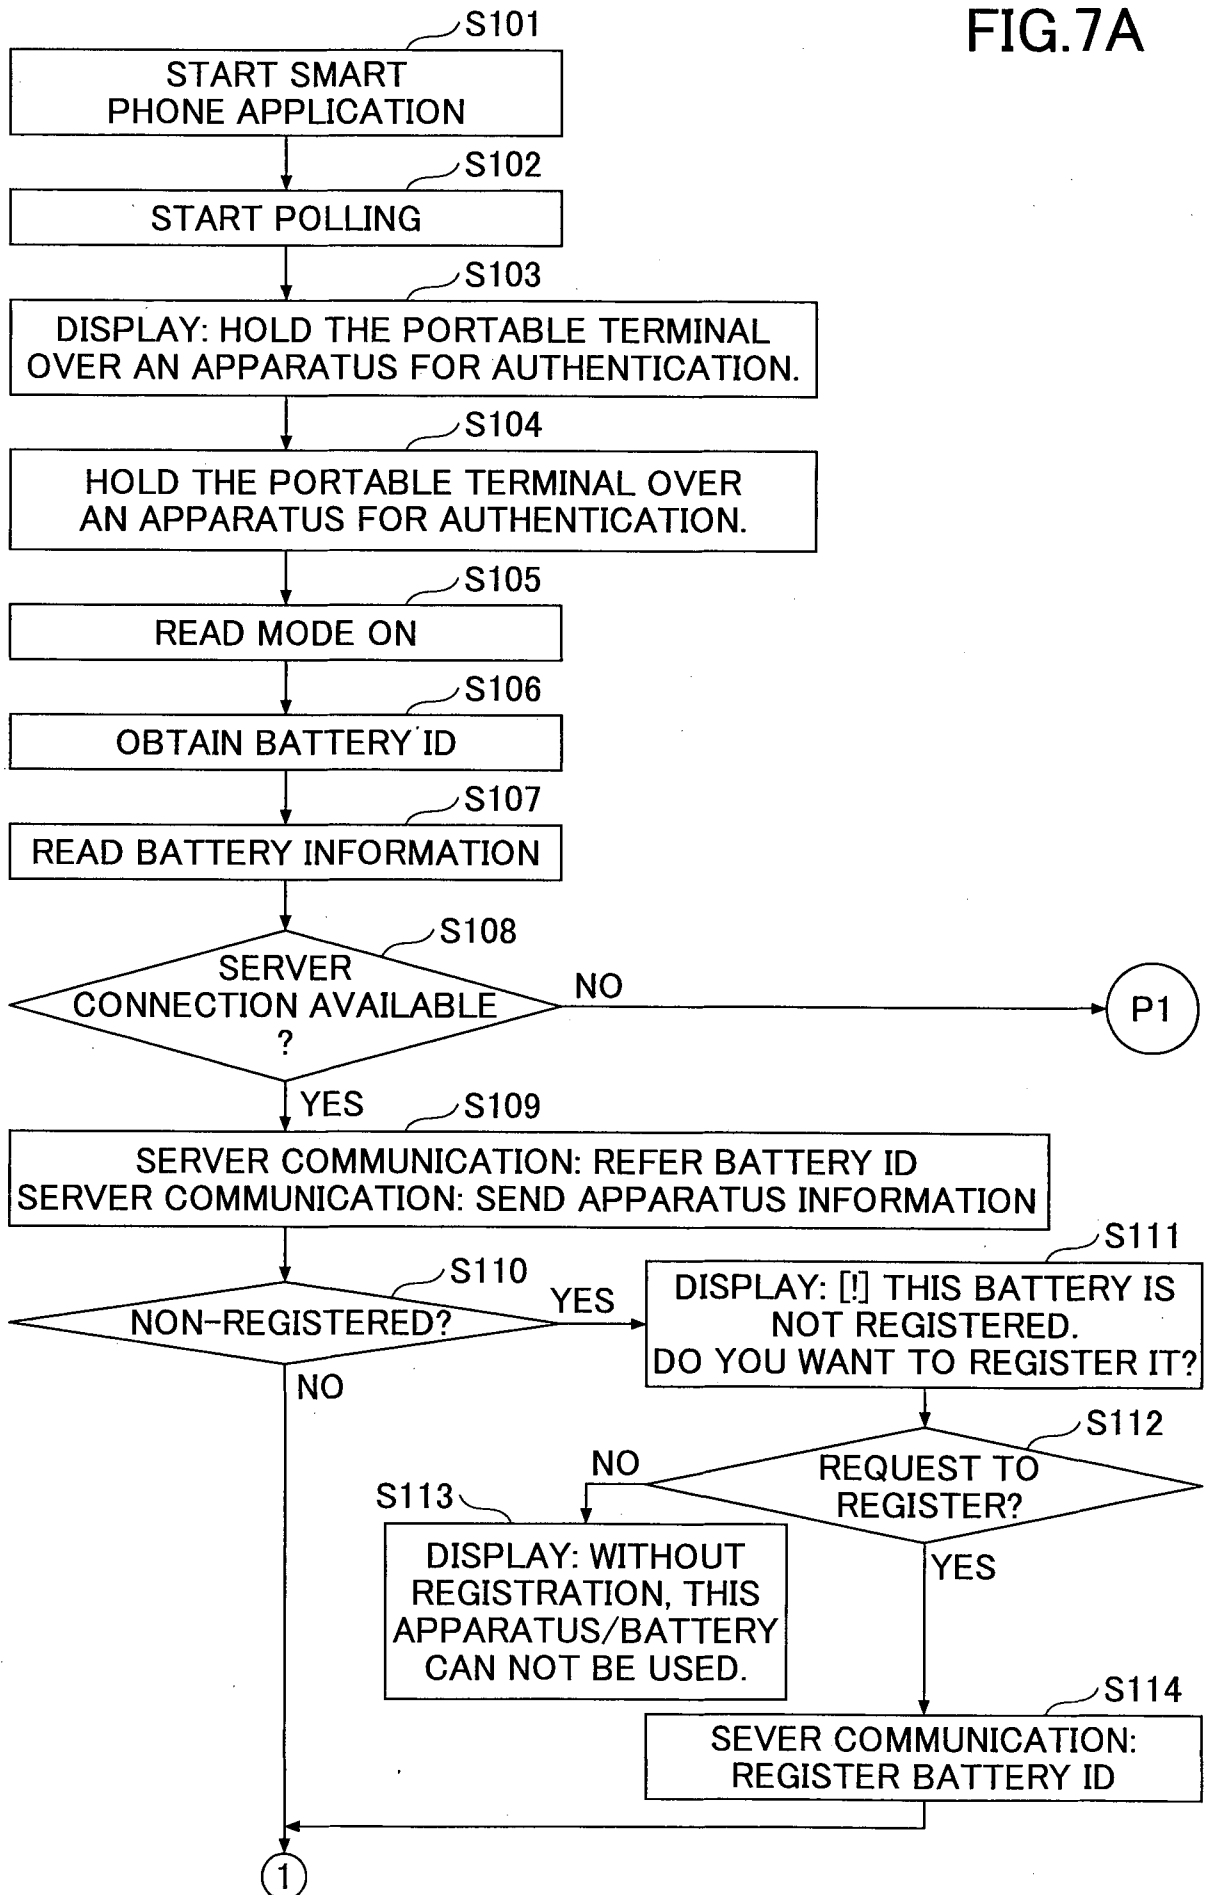 FIG.7A
S101
START SMART
PHONE APPLICATION
S102
START POLLING
S103
DISPLAY: HOLD THE PORTABLE TERMINAL
OVER AN APPARATUS FOR AUTHENTICATION.
S104
HOLD THE PORTABLE TERMINAL OVER
AN APPARATUS FOR AUTHENTICATION.
S105
READ MODE ON
S106
OBTAIN BATTERY ID
S107
READ BATTERY INFORMATION
S108
SERVER
CONNECTION AVAILABLE
?
NO
P1
YES
S109
SERVER COMMUNICATION: REFER BATTERY ID
SERVER COMMUNICATION: SEND APPARATUS INFORMATION
S110
NON-REGISTERED?
YES
NO
S111
DISPLAY: [!] THIS BATTERY IS
NOT REGISTERED.
DO YOU WANT TO REGISTER IT?
S112
REQUEST TO
REGISTER?
NO
YES
S113
DISPLAY: WITHOUT
REGISTRATION, THIS
APPARATUS/BATTERY
CAN NOT BE USED.
S114
SEVER COMMUNICATION:
REGISTER BATTERY ID
1